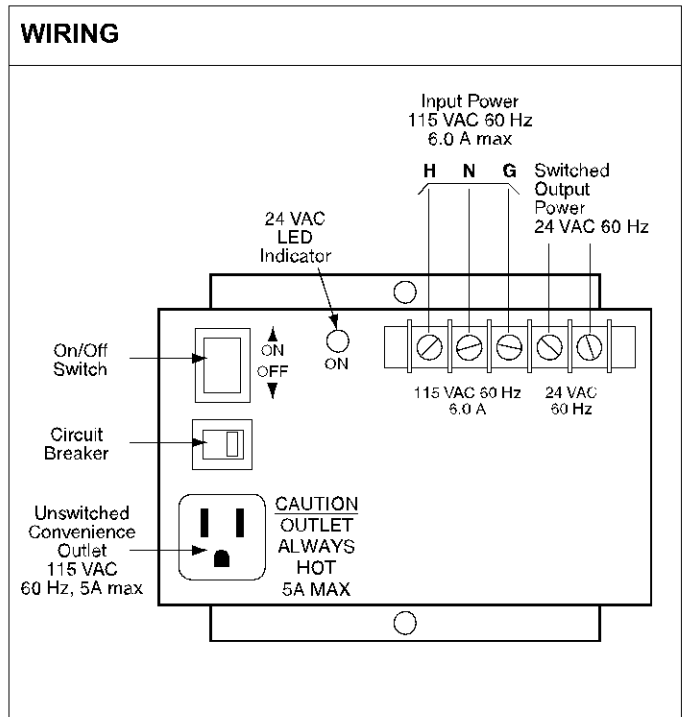 WIRING
Input Power
115 VAC 60 Hz
6.0 A max
H N G
Switched
Output
Power
24 VAC 60 Hz
24 VAC
LED
Indicator
On/Off
Switch
ON
OFF
ON
115 VAC 60 Hz
6.0 A
24 VAC
60 Hz
Circuit
Breaker
Unswitched
Convenience
Outlet
115 VAC
60 Hz, 5A max
CAUTION
OUTLET
ALWAYS
HOT
5A MAX